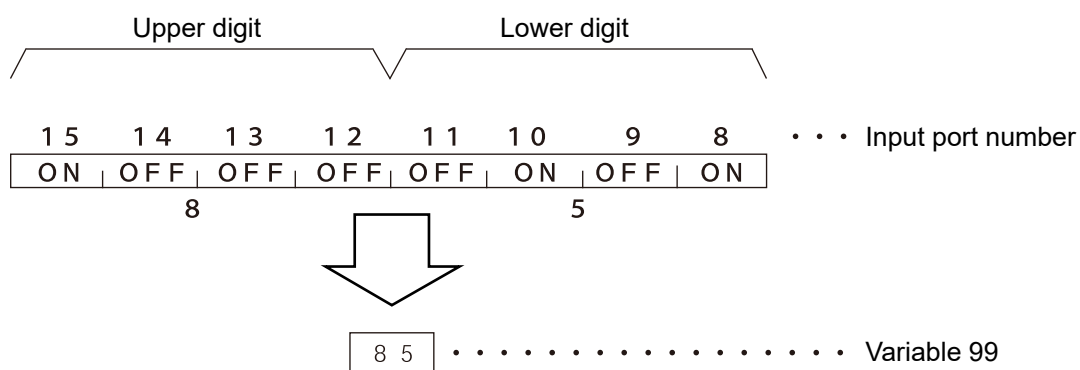 Upper digit Lower digit
15 14 13 12 11 10 9 8 · · · Input port number
ON OFF OFF OFF OFF ON OFF ON
8 5
8 5 · · · · · · · · · · · · · · · · · Variable 99